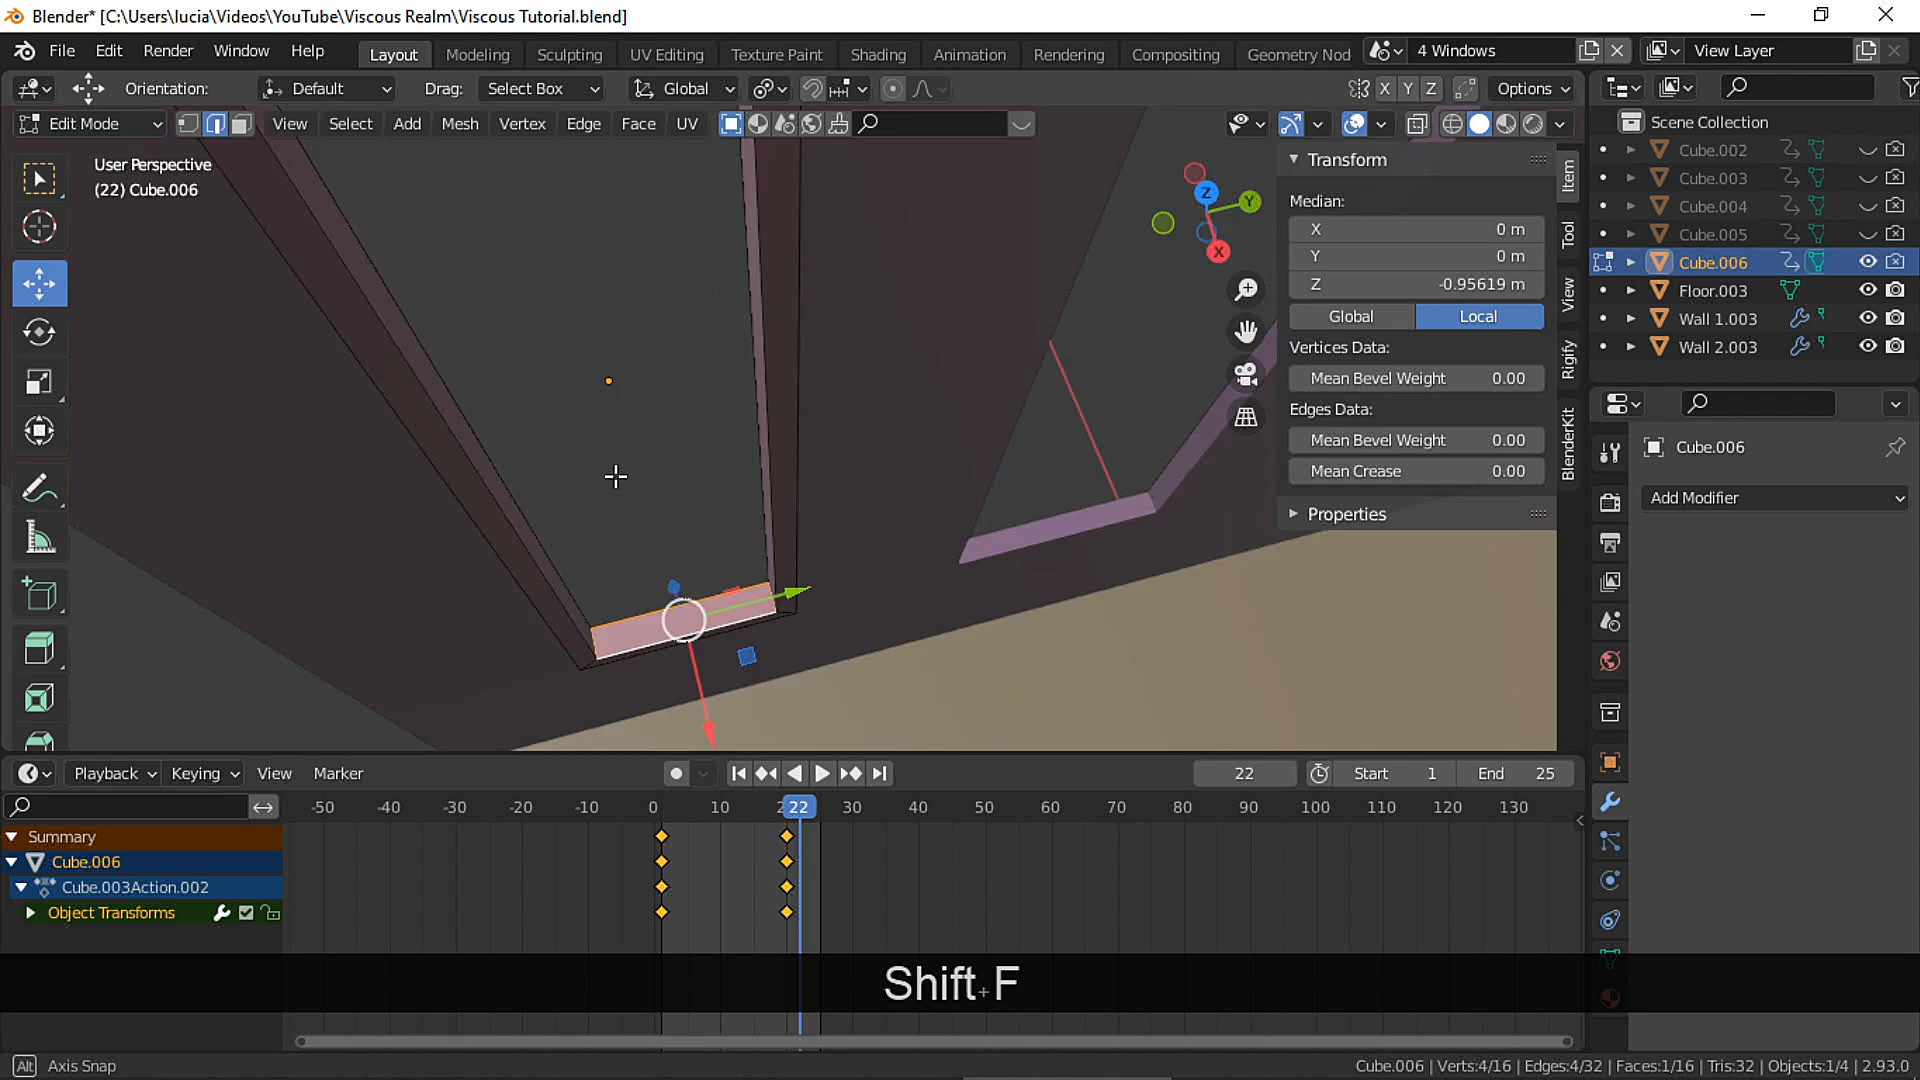 Blender* [C:\Users\lucia\Videos\YouTube\Viscous Realm\Viscous Tutorial.blend]
File Edit Render Window Help Layout Modeling Sculpting UV Editing Texture Paint Shading Animation Rendering Compositing Geometry Nod 4 Windows View Layer
Orientation: Default Drag: Select Box Global X Y Z Options
Edit Mode View Select Add Mesh Vertex Edge Face UV
User Perspective
(22) Cube.006
Z
Y
X
Transform
Median:
X 0 m
Y 0 m
Z -0.95619 m
Global Local
Vertices Data:
Mean Bevel Weight 0.00
Edges Data:
Mean Bevel Weight 0.00
Mean Crease 0.00
Properties
Item
Tool
View
Rigify
BlenderKit
Scene Collection
Cube.002
Cube.003
Cube.004
Cube.005
Cube.006
Floor.003
Wall 1.003
Wall 2.003
Cube.006
Add Modifier
Playback Keying View Marker 22 Start 1 End 25
-50 -40 -30 -20 -10 0 10 22 30 40 50 60 70 80 90 100 110 120 130
Summary
Cube.006
Cube.003Action.002
Object Transforms
Shift+F
Alt Axis Snap
Cube.006 | Verts:4/16 | Edges:4/32 | Faces:1/16 | Tris:32 | Objects:1/4 | 2.93.0